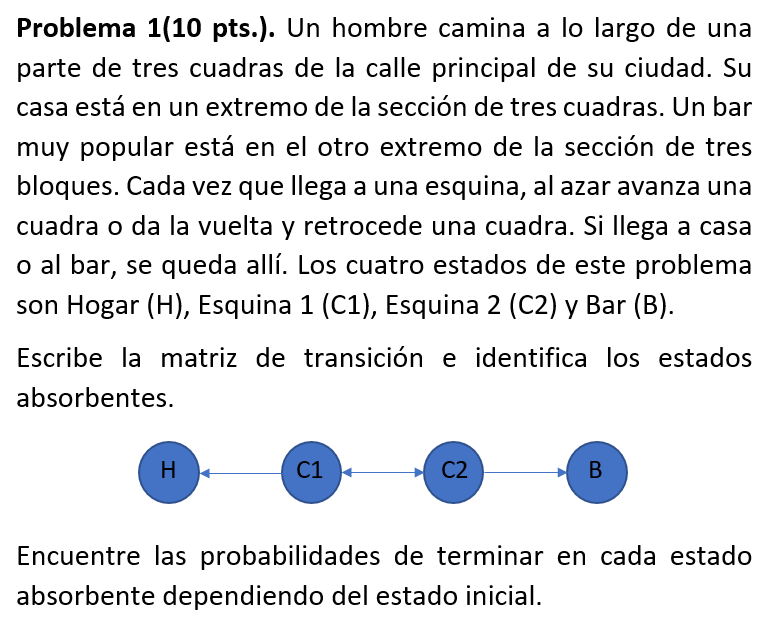 Problema 1(10 pts.). Un hombre camina a lo largo de una
parte de tres cuadras de la calle principal de su ciudad. Su
casa está en un extremo de la sección de tres cuadras. Un bar
muy popular está en el otro extremo de la sección de tres
bloques. Cada vez que llega a una esquina, al azar avanza una
cuadra o da la vuelta y retrocede una cuadra. Si llega a casa
o al bar, se queda allí. Los cuatro estados de este problema
son Hogar (H), Esquina 1 (C1), Esquina 2 (C2) y Bar (B).
Escribe la matriz de transición e identifica los estados
absorbentes.
H C1 C2 B
Encuentre las probabilidades de terminar en cada estado
absorbente dependiendo del estado inicial.